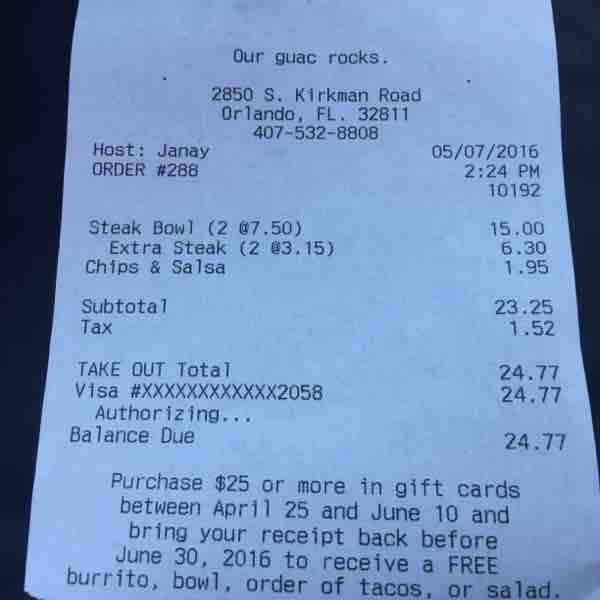 Our guac rocks.
2850 S. Kirkman Road
Orlando, FL. 32811
407-532-8808
Host: Janay 05/07/2016
ORDER #288 2:24 PM
10192
Steak Bowl (2 @7.50) 15.00
Extra Steak (2 @3.15) 6.30
Chips & Salsa 1.95
Subtotal 23.25
Tax 1.52
TAKE OUT Total 24.77
Visa #XXXXXXXXXXXX2058 24.77
Authorizing...
Balance Due 24.77
Purchase $25 or more in gift cards
between April 25 and June 10 and
bring your receipt back before
June 30, 2016 to receive a FREE
burrito, bowl, order of tacos, or salad.